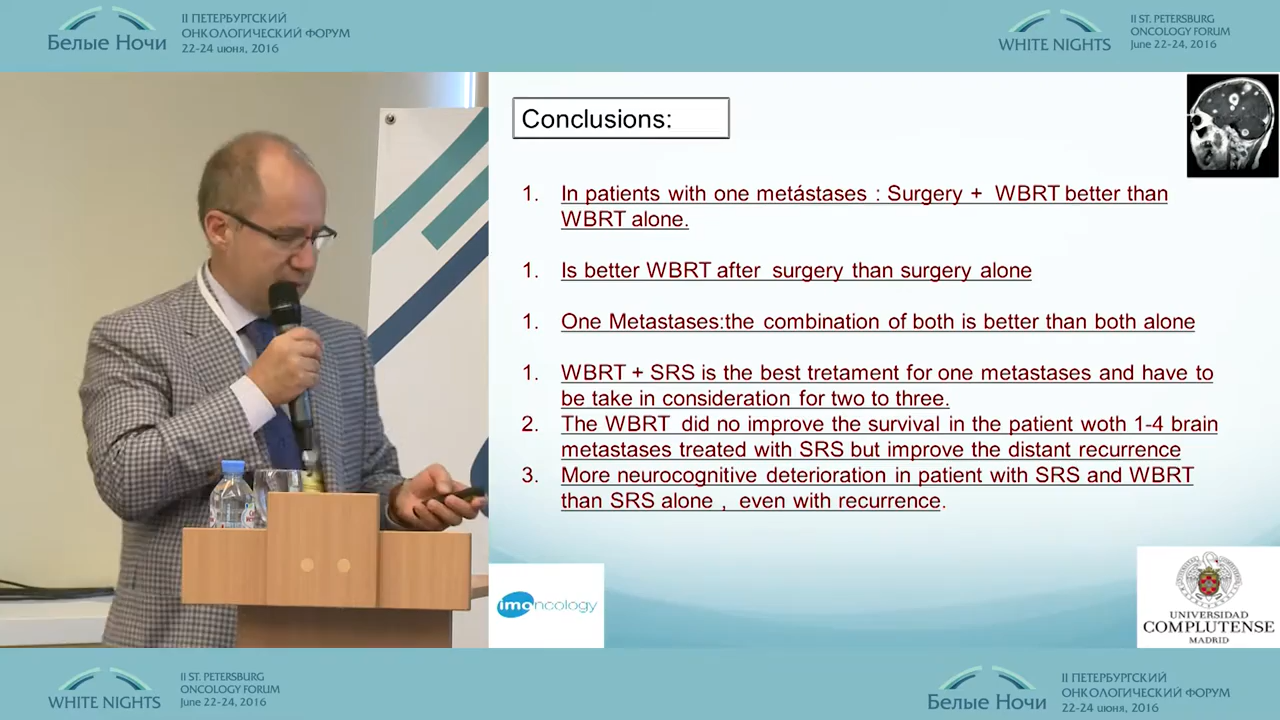 Белые Ночи
II ПЕТЕРБУРГСКИЙ
ОНКОЛОГИЧЕСКИЙ ФОРУМ
22-24 июня, 2016
WHITE NIGHTS
II ST. PETERSBURG
ONCOLOGY FORUM
June 22-24, 2016
Conclusions:
1. In patients with one metástases : Surgery + WBRT better than
WBRT alone.
1. Is better WBRT after surgery than surgery alone
1. One Metastases:the combination of both is better than both alone
1. WBRT + SRS is the best tretament for one metastases and have to
be take in consideration for two to three.
2. The WBRT did no improve the survival in the patient woth 1-4 brain
metastases treated with SRS but improve the distant recurrence
3. More neurocognitive deterioration in patient with SRS and WBRT
than SRS alone , even with recurrence.
imoncology
UNIVERSIDAD
COMPLUTENSE
MADRID
WHITE NIGHTS
II ST. PETERSBURG
ONCOLOGY FORUM
June 22-24, 2016
Белые Ночи
II ПЕТЕРБУРГСКИЙ
ОНКОЛОГИЧЕСКИЙ ФОРУМ
22-24 июня, 2016